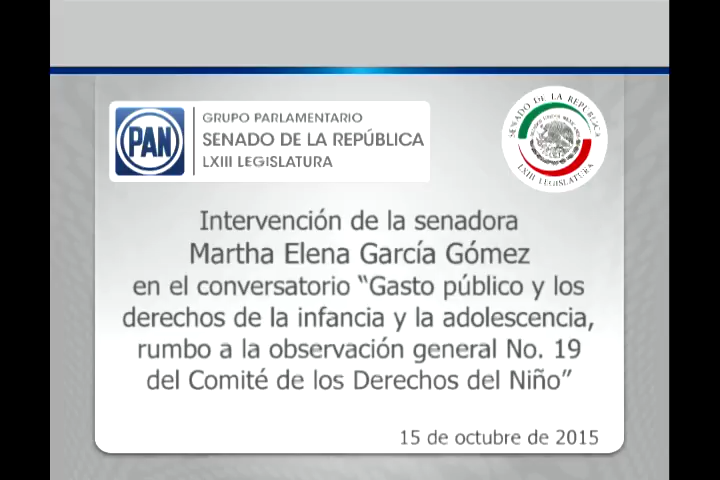 PAN
GRUPO PARLAMENTARIO
SENADO DE LA REPÚBLICA
LXIII LEGISLATURA
SENADO DE LA REPÚBLICA
LXIII LEGISLATURA
Intervención de la senadora
Martha Elena García Gómez
en el conversatorio “Gasto público y los
derechos de la infancia y la adolescencia,
rumbo a la observación general No. 19
del Comité de los Derechos del Niño”
15 de octubre de 2015